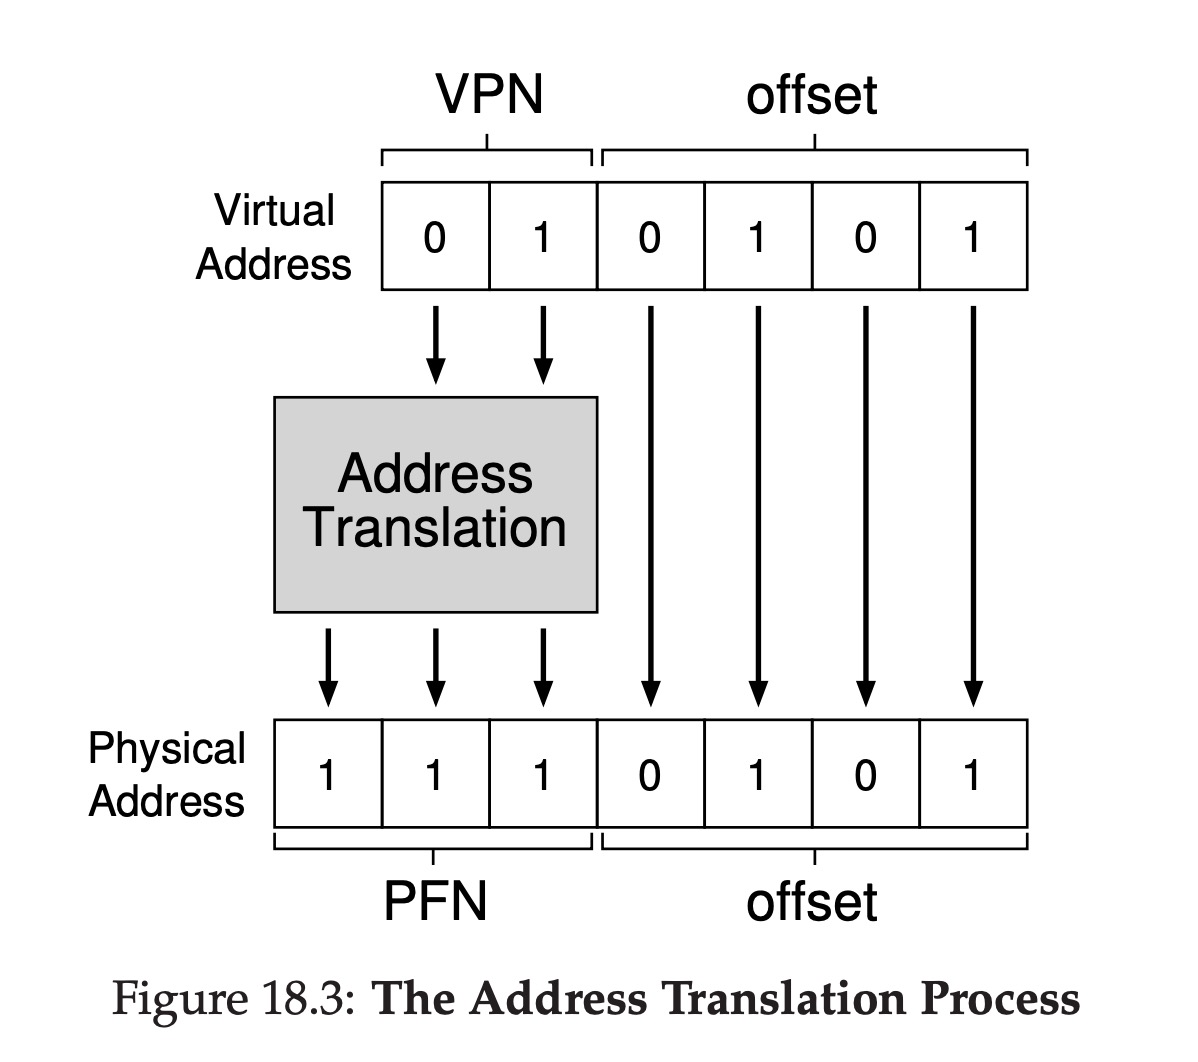 VPN offset
Virtual
Address
0 1 0 1 0 1
Address
Translation
Physical
Address
1 1 1 0 1 0 1
PFN offset
Figure 18.3: The Address Translation Process